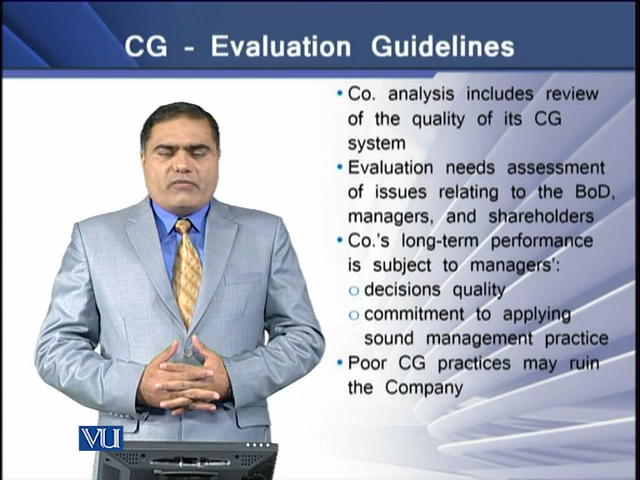 CG - Evaluation Guidelines
• Co. analysis includes review
of the quality of its CG
system
• Evaluation needs assessment
of issues relating to the BoD,
managers, and shareholders
• Co.'s long-term performance
is subject to managers':
o decisions quality
o commitment to applying
sound management practice
• Poor CG practices may ruin
the Company
VU